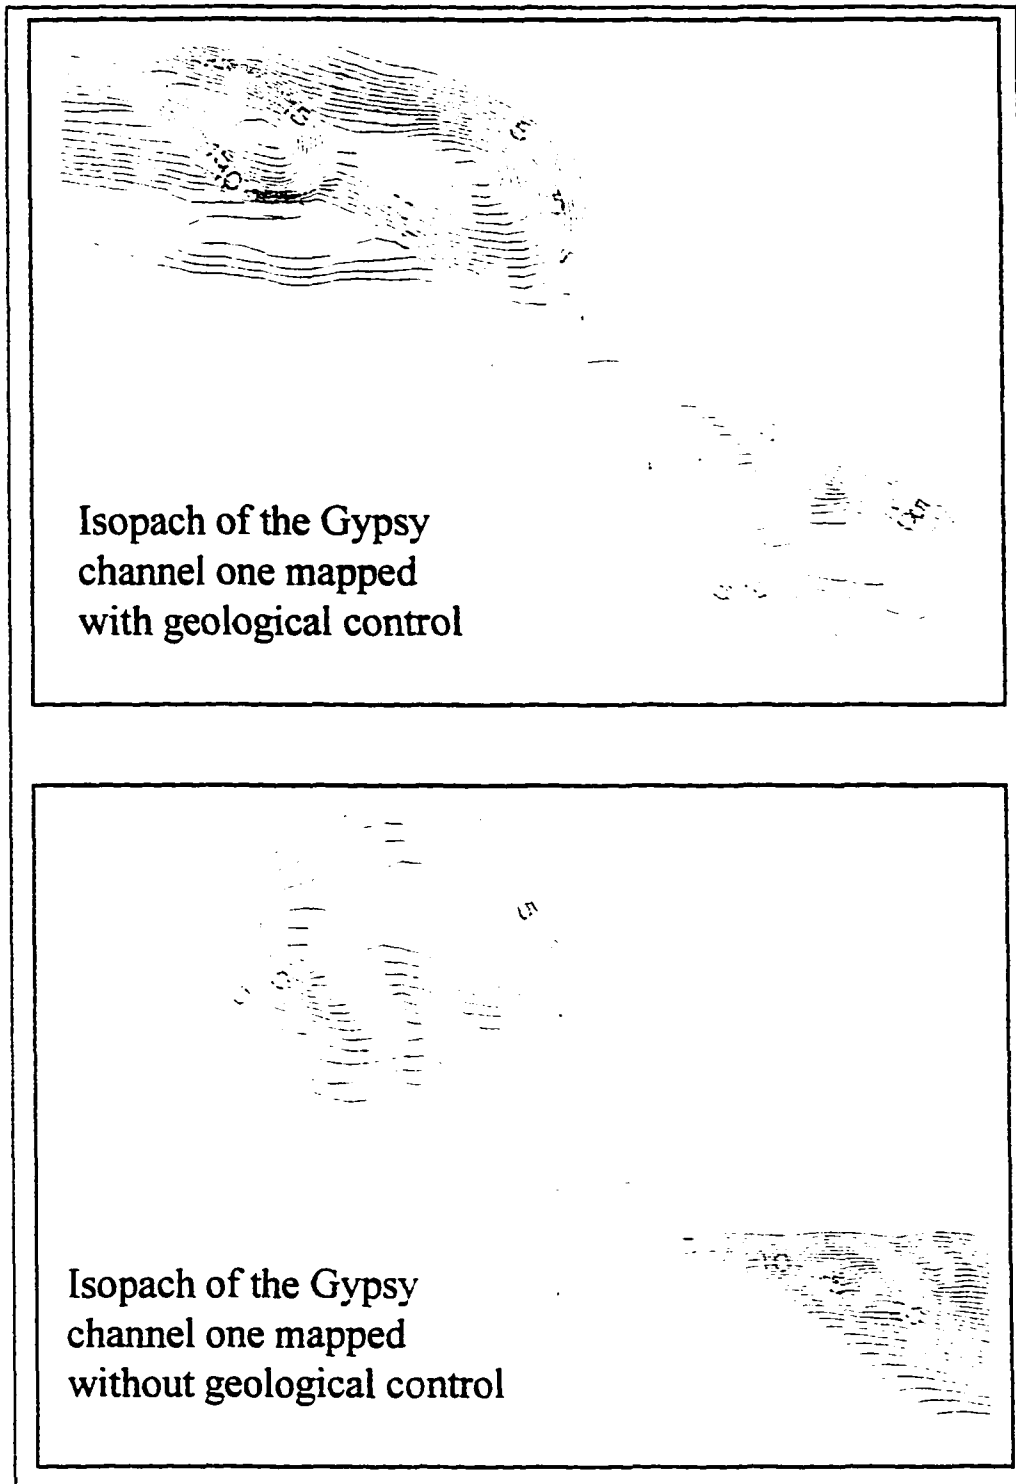 Isopach of the Gypsy
channel one mapped
with geological control
5
Isopach of the Gypsy
channel one mapped
without geological control